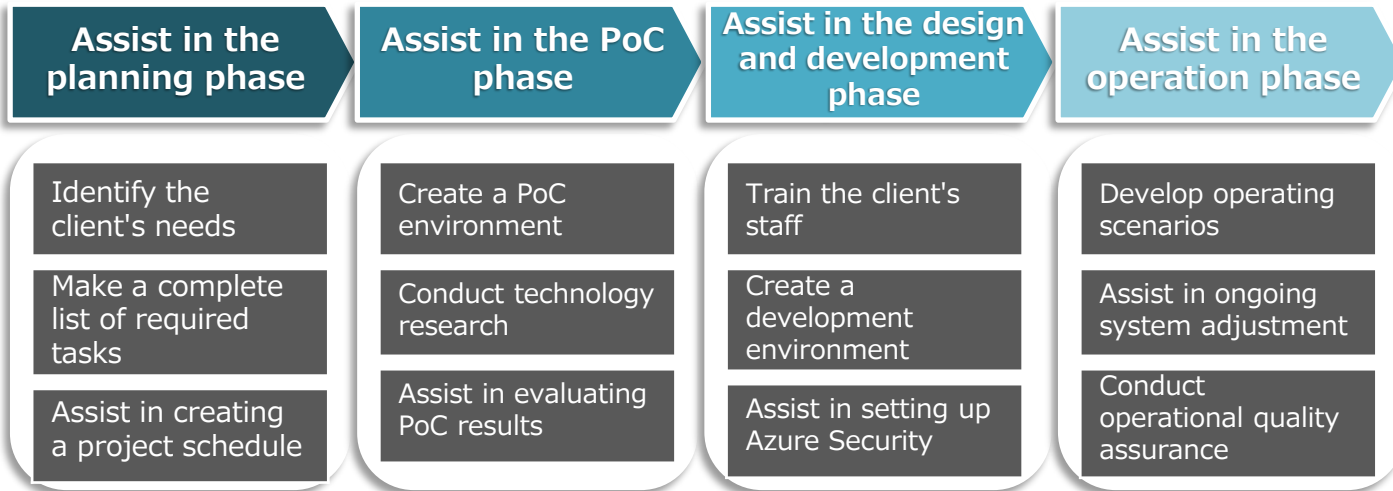 Assist in the
planning phase
Assist in the PoC
phase
Assist in the design
and development
phase
Assist in the
operation phase
Identify the
client's needs
Make a complete
list of required
tasks
Assist in creating
a project schedule
Create a PoC
environment
Conduct technology
research
Assist in evaluating
PoC results
Train the client's
staff
Create a
development
environment
Assist in setting up
Azure Security
Develop operating
scenarios
Assist in ongoing
system adjustment
Conduct
operational quality
assurance